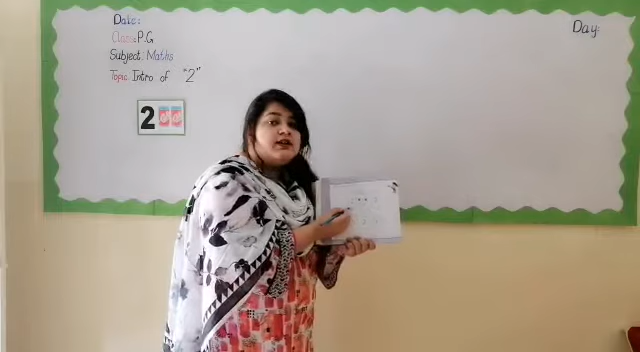 Date:
Day:
Class: P.G
Subject: Maths
Topic: Intro of "2"
2